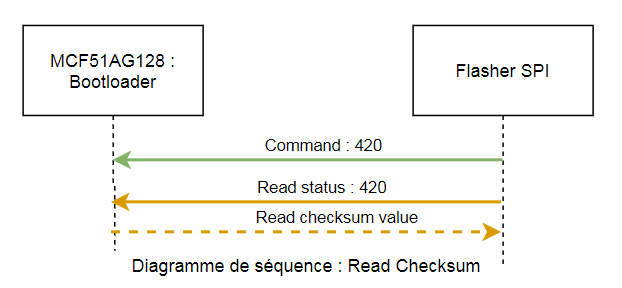 MCF51AG128 :
Bootloader
Flasher SPI
Command : 420
Read status : 420
Read checksum value
Diagramme de séquence : Read Checksum